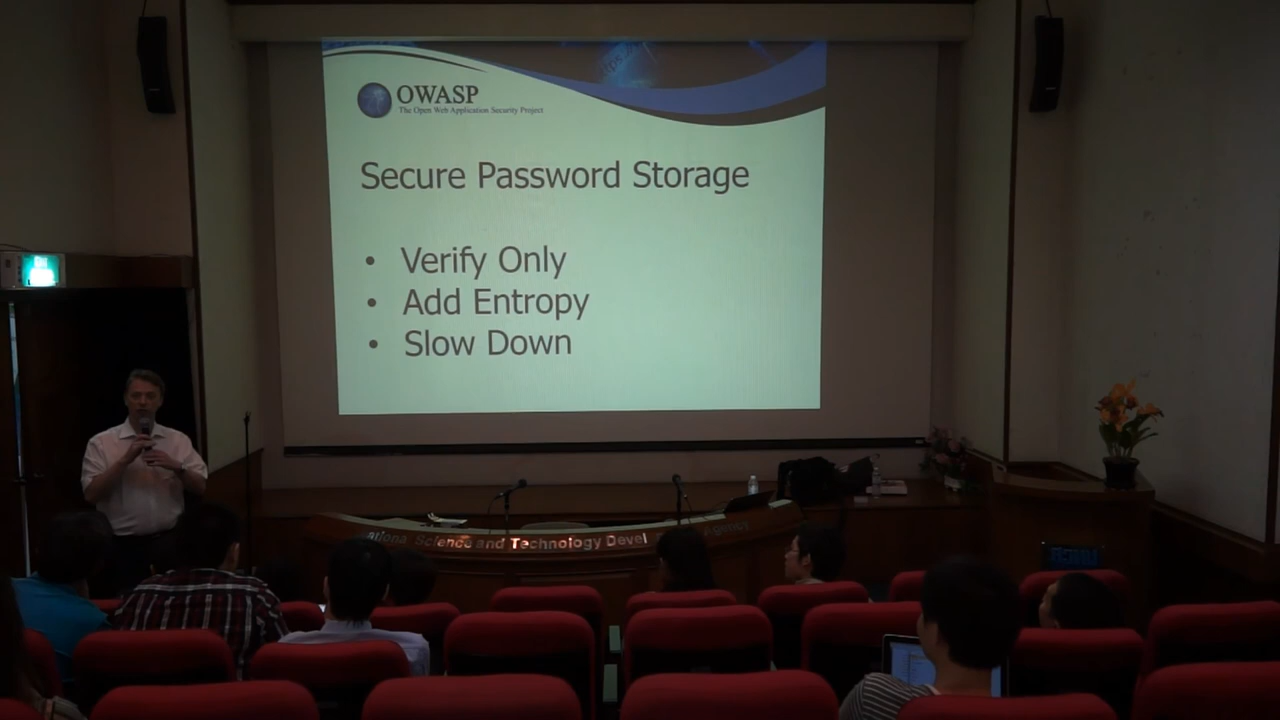 OWASP
The Open Web Application Security Project
Secure Password Storage
• Verify Only
• Add Entropy
• Slow Down
Science and Technology Devel